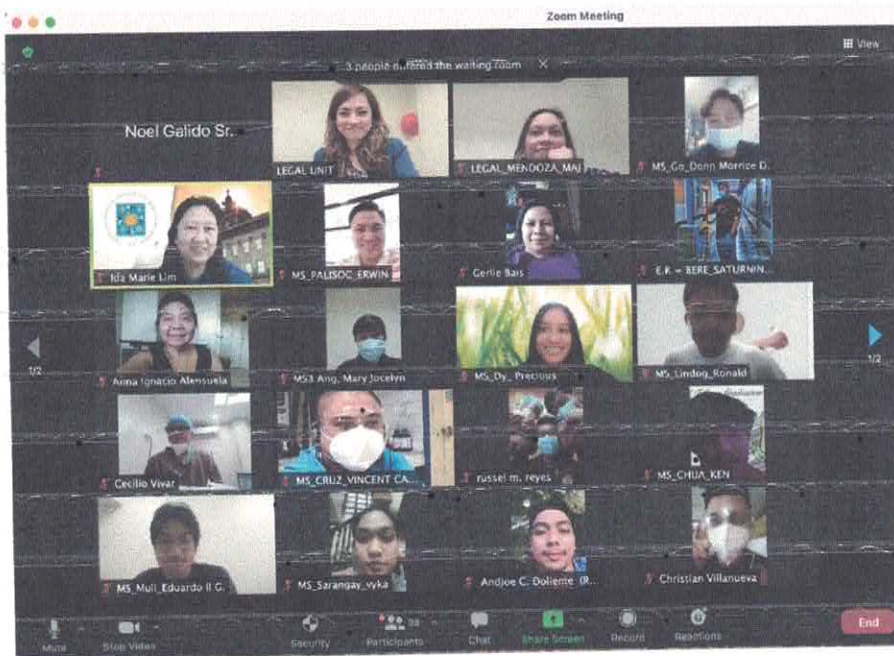 Zoom Meeting
View
3 people entered the waiting room
Noel Galido Sr.
LEGAL UNIT
LEGAL_MENDOZA_MAJ
MS_Go_Donn Morrice D.
Ida Marie Lim
MS_PALISOC_ERWIN
Gerlie Bais
E.R = BERE_SATURNIN...
Anna Ignacio Alensuela
MS3 Ang, Mary Jocelyn
MS_Dy_ Precious
MS_Lindog_Ronald
1/2
1/2
Cecilio Vivar
MS_CRUZ_VINCENT CA...
russel m. reyes
MS_CHUA_KEN
MS_Muli_Eduardo II G.
MS_Sarangay_vyka
Andjoe C. Doliente (R...
Christian Villanueva
Mute
Stop Video
Security
Participants
38
Chat
Share Screen
Record
Reactions
End